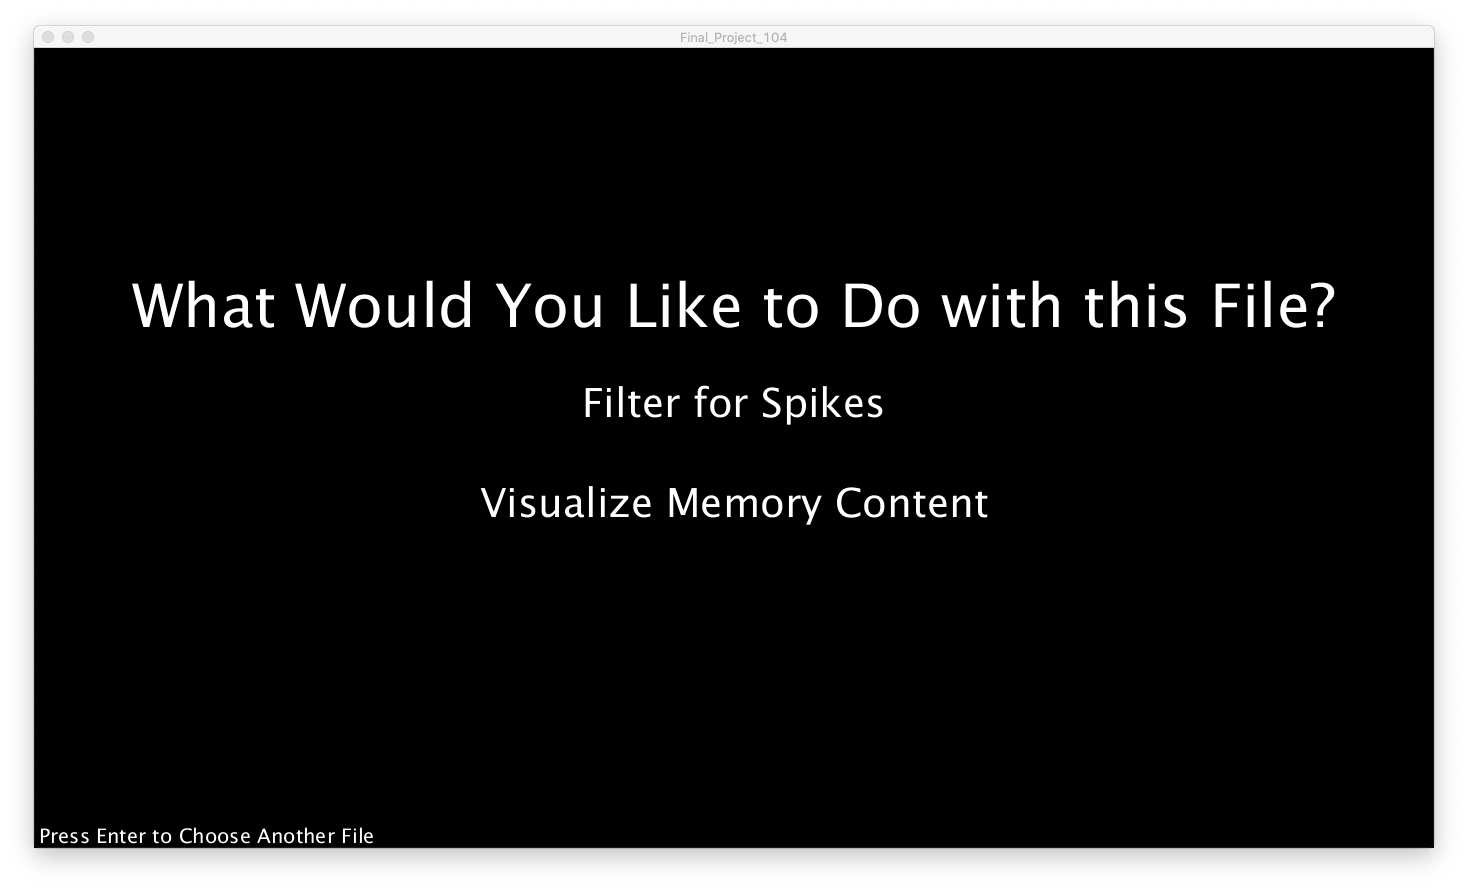 Final_Project_104
What Would You Like to Do with this File?
Filter for Spikes
Visualize Memory Content
Press Enter to Choose Another File